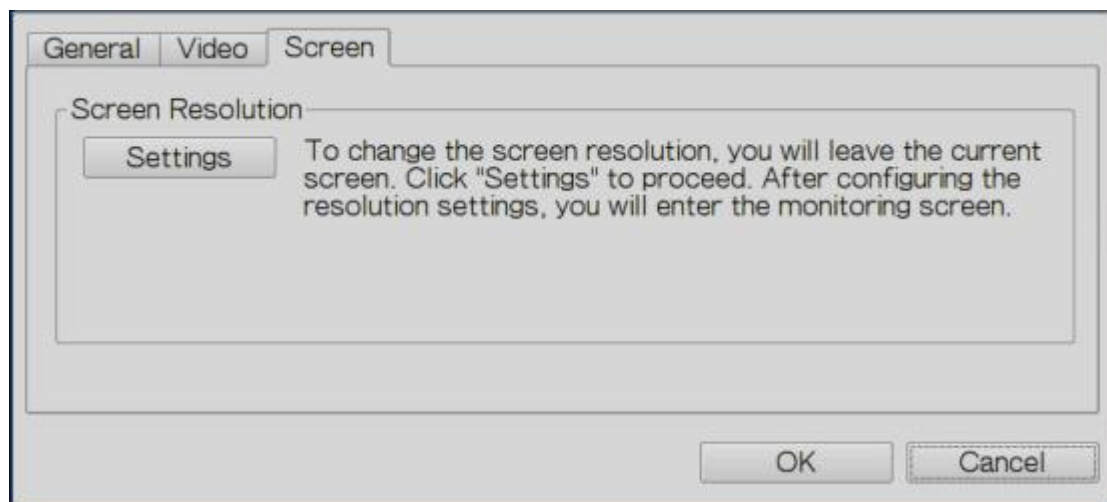 General Video Screen
Screen Resolution
Settings
To change the screen resolution, you will leave the current
screen. Click "Settings" to proceed. After configuring the
resolution settings, you will enter the monitoring screen.
OK Cancel